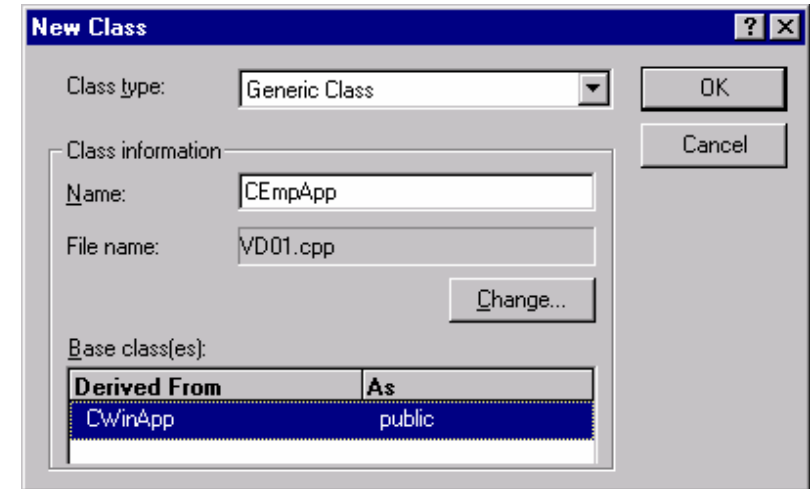 New Class
Class type: Generic Class OK
Class information Cancel
Name: CEmpApp
File name: VD01.cpp
Change...
Base class(es):
Derived From As
CWinApp public